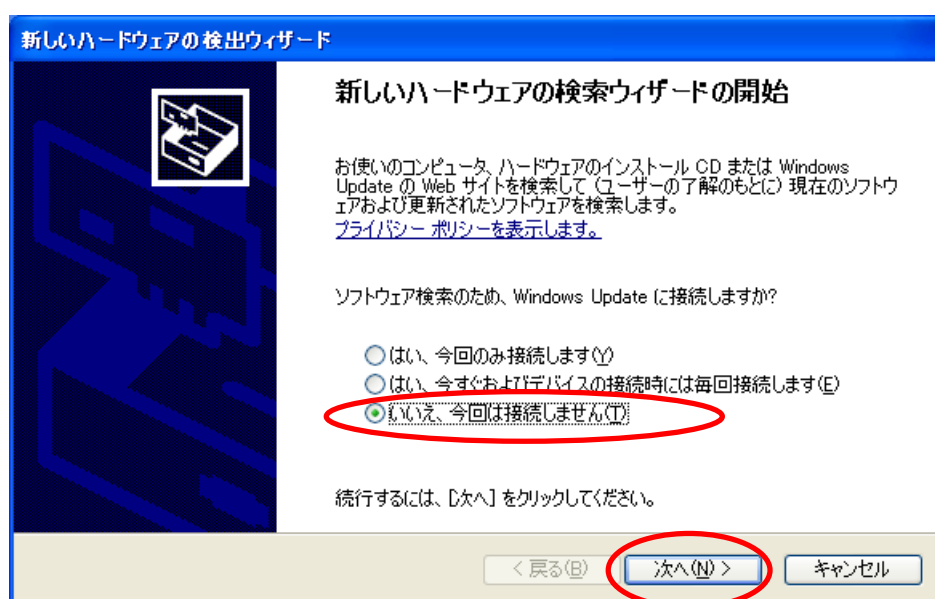 新しいハードウェアの検出ウィザード
新しいハードウェアの検索ウィザードの開始
お使いのコンピュータ、ハードウェアのインストール CD または Windows
Update の Web サイトを検索して (ユーザーの了解のもとに) 現在のソフトウ
ェアおよび更新されたソフトウェアを検索します。
プライバシー ポリシーを表示します。
ソフトウェア検索のため、Windows Update に接続しますか?
はい、今回のみ接続します(Y)
はい、今すぐおよびデバイスの接続時には毎回接続します(E)
いいえ、今回は接続しません(T)
続行するには、[次へ] をクリックしてください。
< 戻る(B)
次へ(N) >
キャンセル